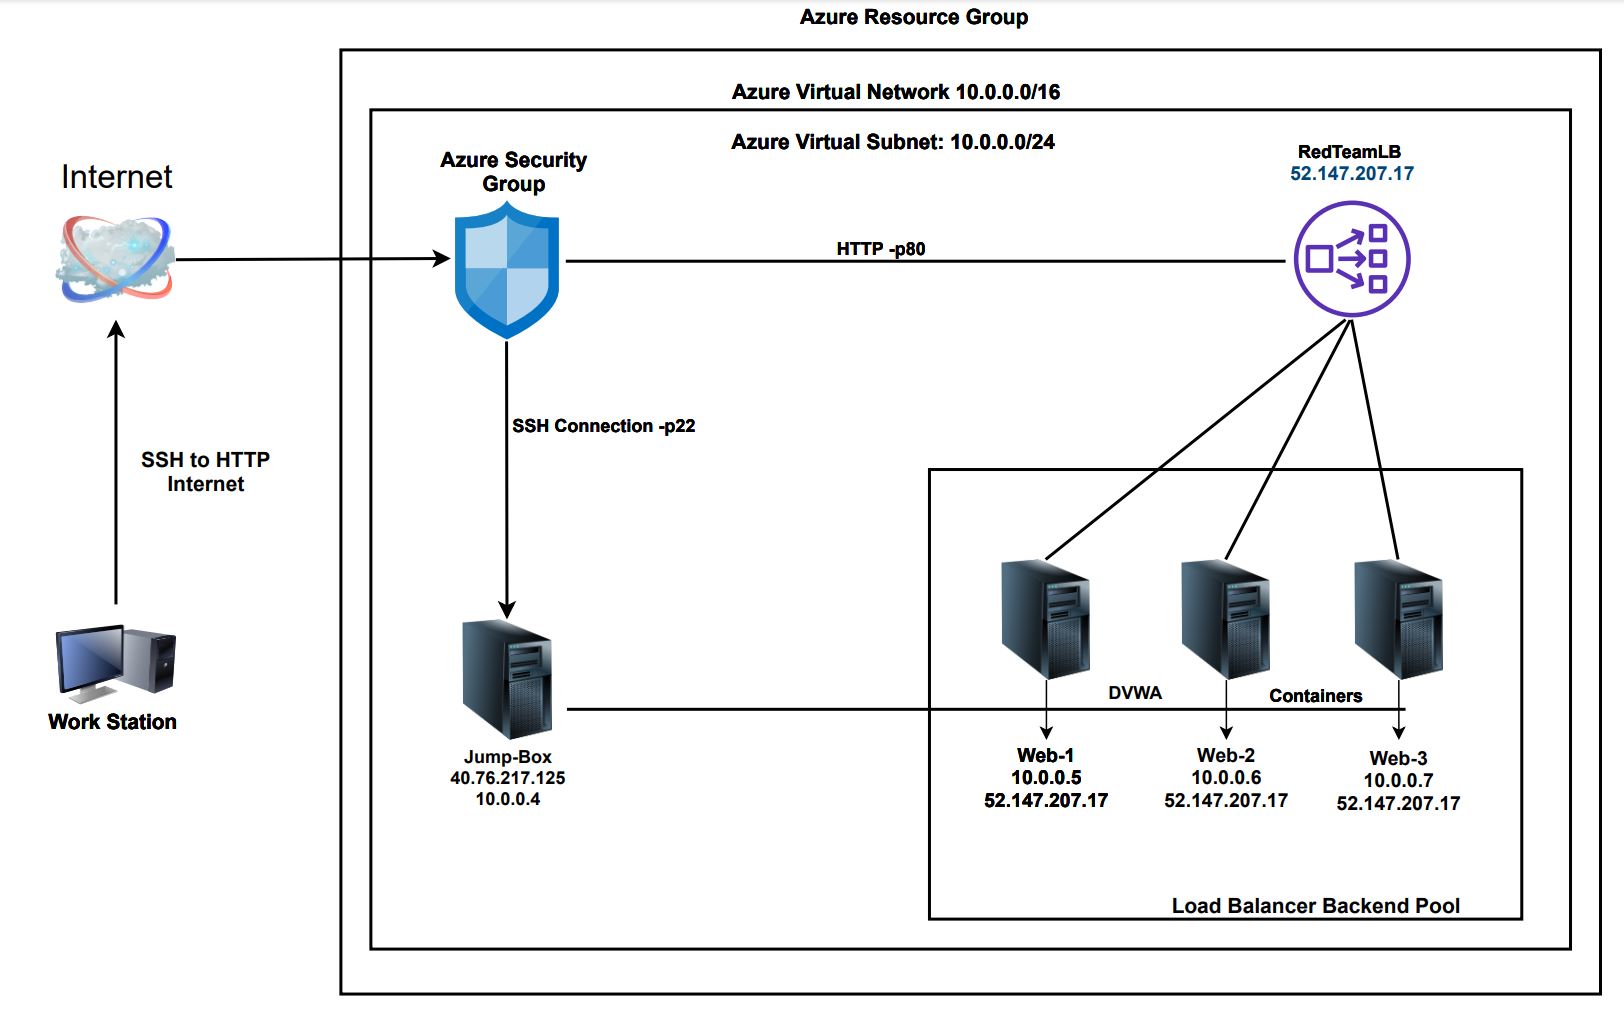 Azure Resource Group
Azure Virtual Network 10.0.0.0/16
Azure Virtual Subnet: 10.0.0.0/24
Azure Security
Group
RedTeamLB
52.147.207.17
Internet
HTTP -p80
SSH Connection -p22
SSH to HTTP
Internet
Work Station
Jump-Box
40.76.217.125
10.0.0.4
DVWA
Containers
Web-1
10.0.0.5
52.147.207.17
Web-2
10.0.0.6
52.147.207.17
Web-3
10.0.0.7
52.147.207.17
Load Balancer Backend Pool